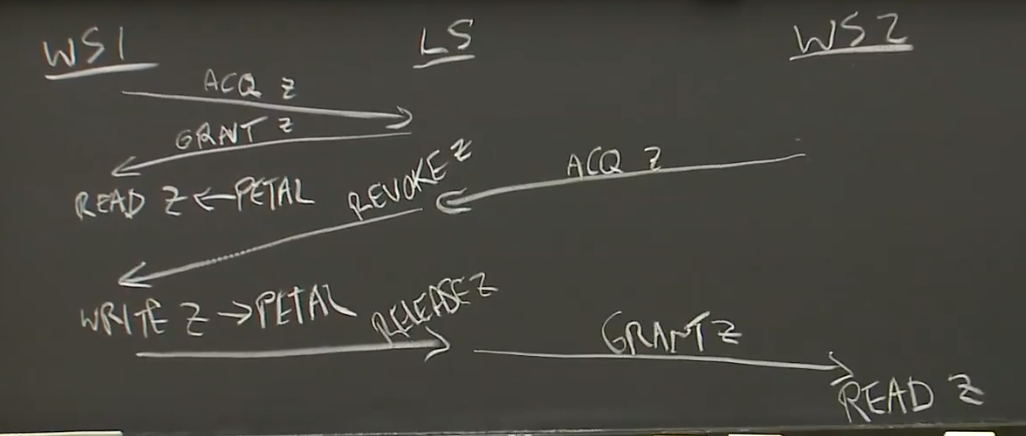 WS1 LS WS2
ACQ Z
GRANT Z
ACQ Z
READ Z ← PETAL
REVOKE Z
WRITE Z → PETAL
RELEASE Z
GRANT Z
READ Z